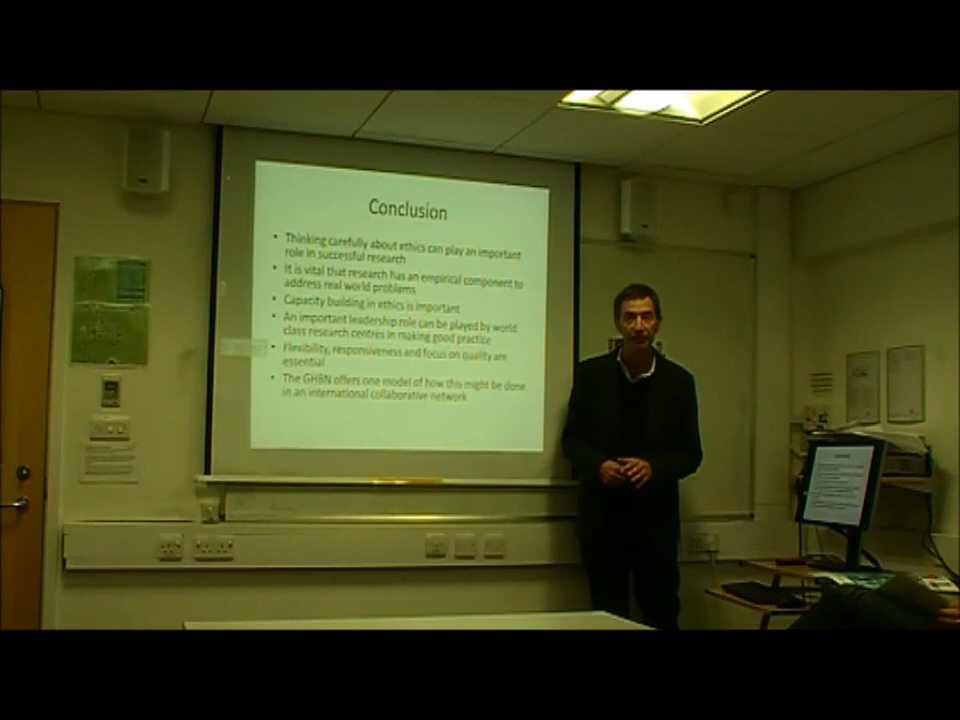 Conclusion
• Thinking carefully about ethics can play an important
role in successful research
• It is vital that research has an empirical component to
address real world problems
• Capacity building in ethics is important
• An important leadership role can be played by world
class research centres in making good practice
• Flexibility, responsiveness and focus on quality are
essential
• The GHBN offers one model of how this might be done
in an international collaborative network